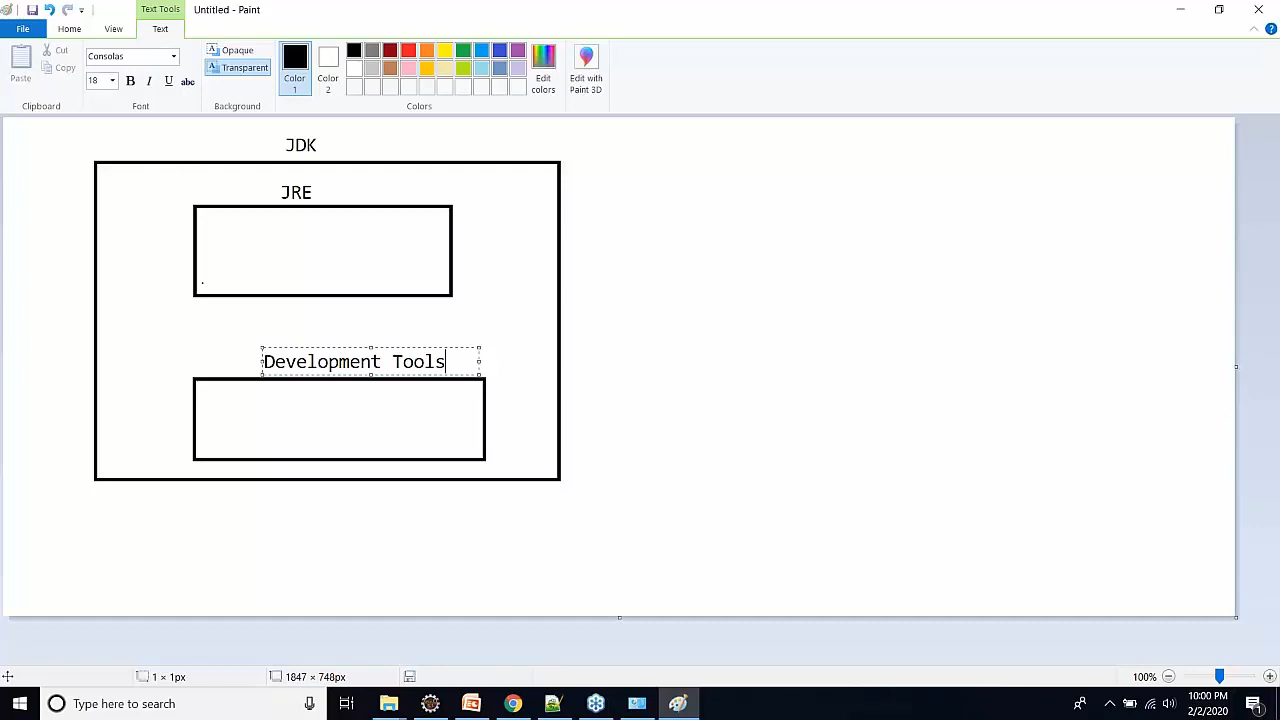 Text Tools
Untitled - Paint
File
Home
View
Text
Paste
Cut
Copy
Clipboard
Consolas
18
B I U abc
Font
Opaque
Transparent
Background
Color 1
Color 2
Edit colors
Colors
Edit with Paint 3D
JDK
JRE
Development Tools
1 × 1px
1847 × 748px
100%
Type here to search
10:00 PM
2/2/2020